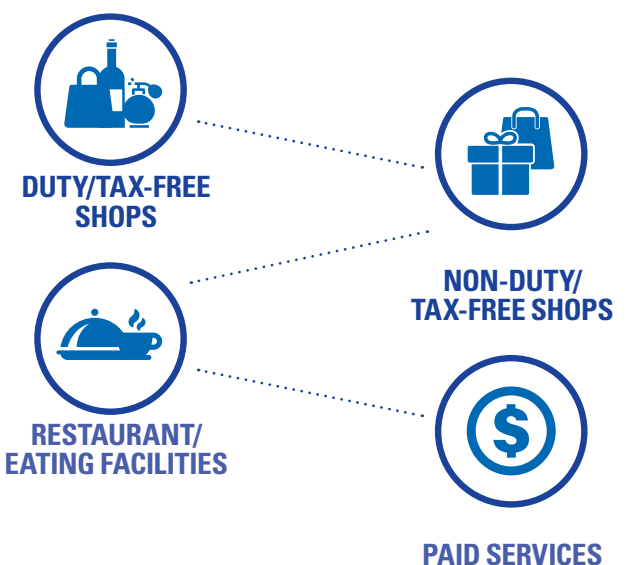 DUTY/TAX-FREE
SHOPS
NON-DUTY/
TAX-FREE SHOPS
RESTAURANT/
EATING FACILITIES
$
PAID SERVICES